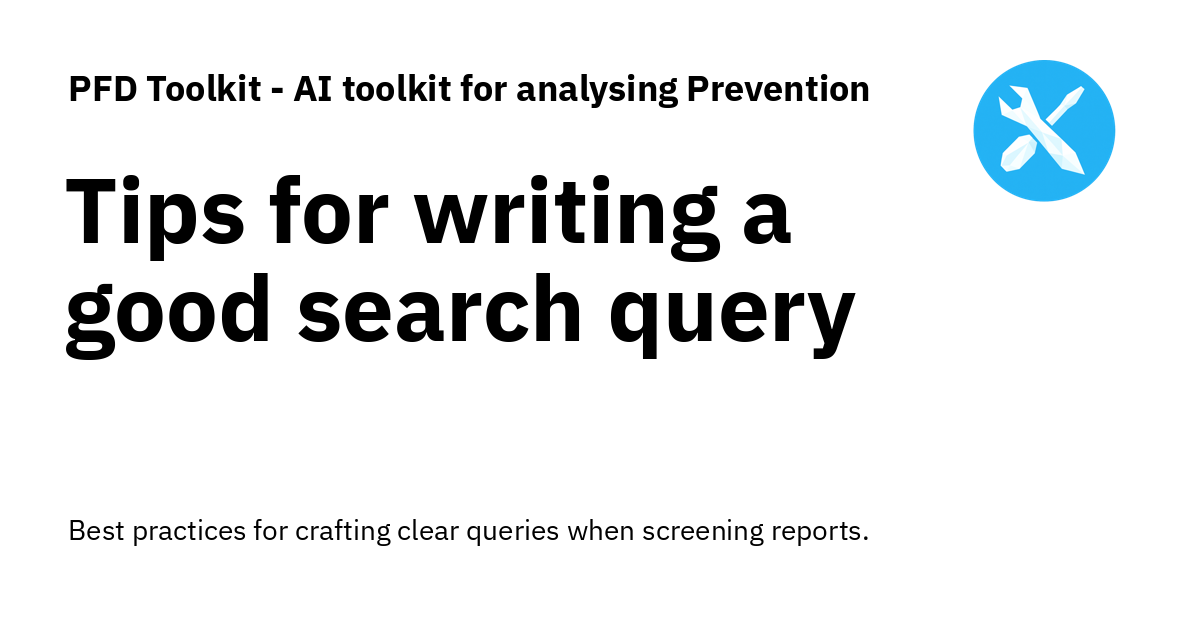 PFD Toolkit - AI toolkit for analysing Prevention
Tips for writing a
good search query
Best practices for crafting clear queries when screening reports.